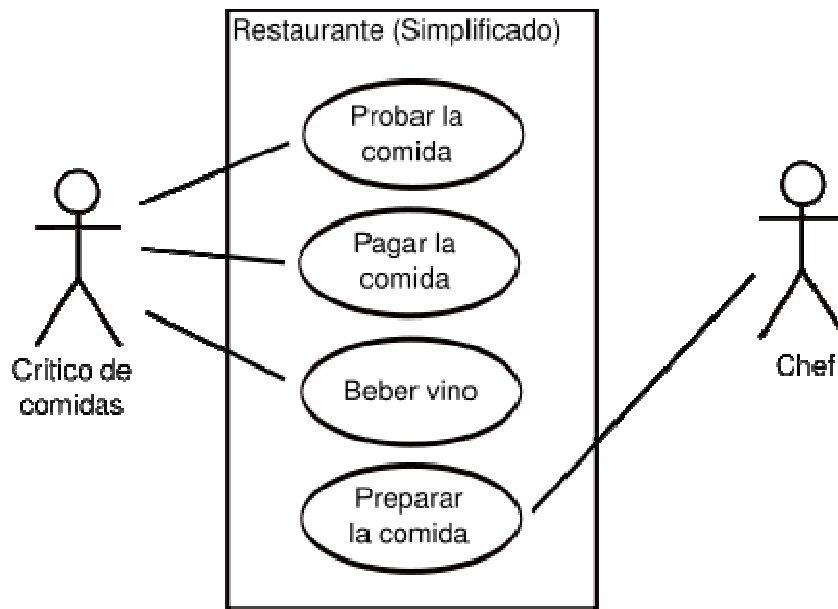 Restaurante (Simplificado)
Probar la
comida
Pagar la
comida
Beber vino
Preparar
la comida
Crítico de
comidas
Chef